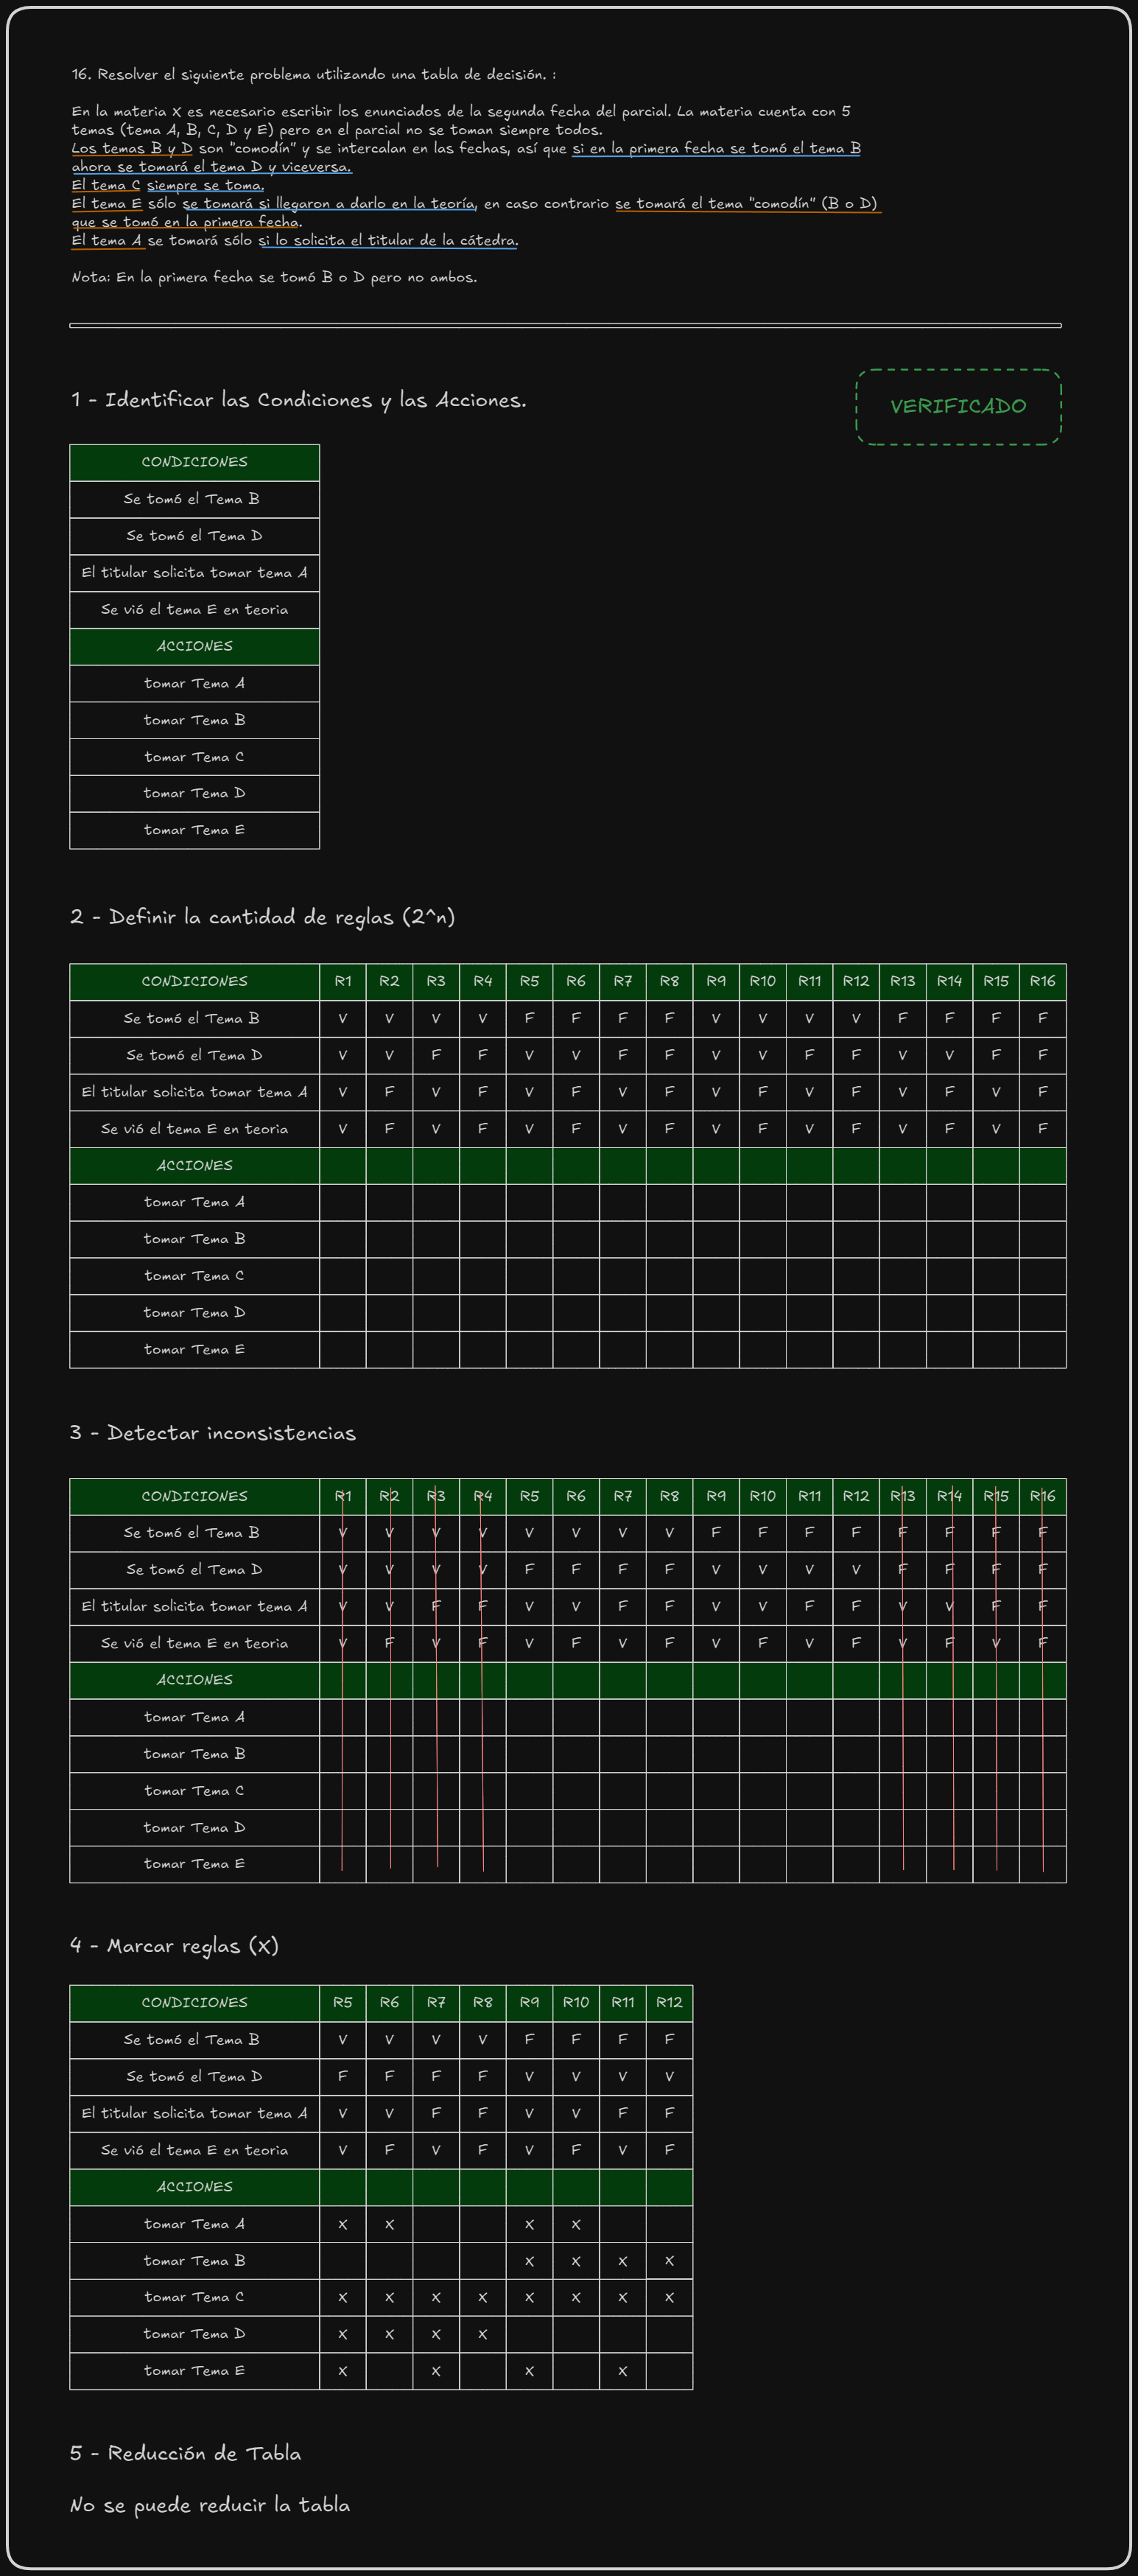 16. Resolver el siguiente problema utilizando una tabla de decisión. :
En la materia X es necesario escribir los enunciados de la segunda fecha del parcial. La materia cuenta con 5
temas (tema A, B, C, D y E) pero en el parcial no se toman siempre todos.
Los temas B y D son "comodín" y se intercalan en las fechas, así que si en la primera fecha se tomó el tema B
ahora se tomará el tema D y viceversa.
El tema C siempre se toma.
El tema E sólo se tomará si llegaron a darlo en la teoría, en caso contrario se tomará el tema "comodín" (B o D)
que se tomó en la primera fecha.
El tema A se tomará sólo si lo solicita el titular de la cátedra.
Nota: En la primera fecha se tomó B o D pero no ambos.
1 - Identificar las Condiciones y las Acciones.
VERIFICADO
CONDICIONES
Se tomó el Tema B
Se tomó el Tema D
El titular solicita tomar tema A
Se vió el tema E en teoria
ACCIONES
tomar Tema A
tomar Tema B
tomar Tema C
tomar Tema D
tomar Tema E
2 - Definir la cantidad de reglas (2^n)
CONDICIONES R1 R2 R3 R4 R5 R6 R7 R8 R9 R10 R11 R12 R13 R14 R15 R16
Se tomó el Tema B V V V V F F F F V V V V F F F F
Se tomó el Tema D V V F F V V F F V V F F V V F F
El titular solicita tomar tema A V F V F V F V F V F V F V F V F
Se vió el tema E en teoria V F V F V F V F V F V F V F V F
ACCIONES
tomar Tema A
tomar Tema B
tomar Tema C
tomar Tema D
tomar Tema E
3 - Detectar inconsistencias
CONDICIONES R1 R2 R3 R4 R5 R6 R7 R8 R9 R10 R11 R12 R13 R14 R15 R16
Se tomó el Tema B V V V V V V V V F F F F F F F F
Se tomó el Tema D V V V V F F F F V V V V F F F F
El titular solicita tomar tema A V V F F V V F F V V F F V V F F
Se vió el tema E en teoria V F V F V F V F V F V F V F V F
ACCIONES
tomar Tema A
tomar Tema B
tomar Tema C
tomar Tema D
tomar Tema E
4 - Marcar reglas (X)
CONDICIONES R5 R6 R7 R8 R9 R10 R11 R12
Se tomó el Tema B V V V V F F F F
Se tomó el Tema D F F F F V V V V
El titular solicita tomar tema A V V F F V V F F
Se vió el tema E en teoria V F V F V F V F
ACCIONES
tomar Tema A X X X X
tomar Tema B X X X X
tomar Tema C X X X X X X X X
tomar Tema D X X X X
tomar Tema E X X X X
5 - Reducción de Tabla
No se puede reducir la tabla